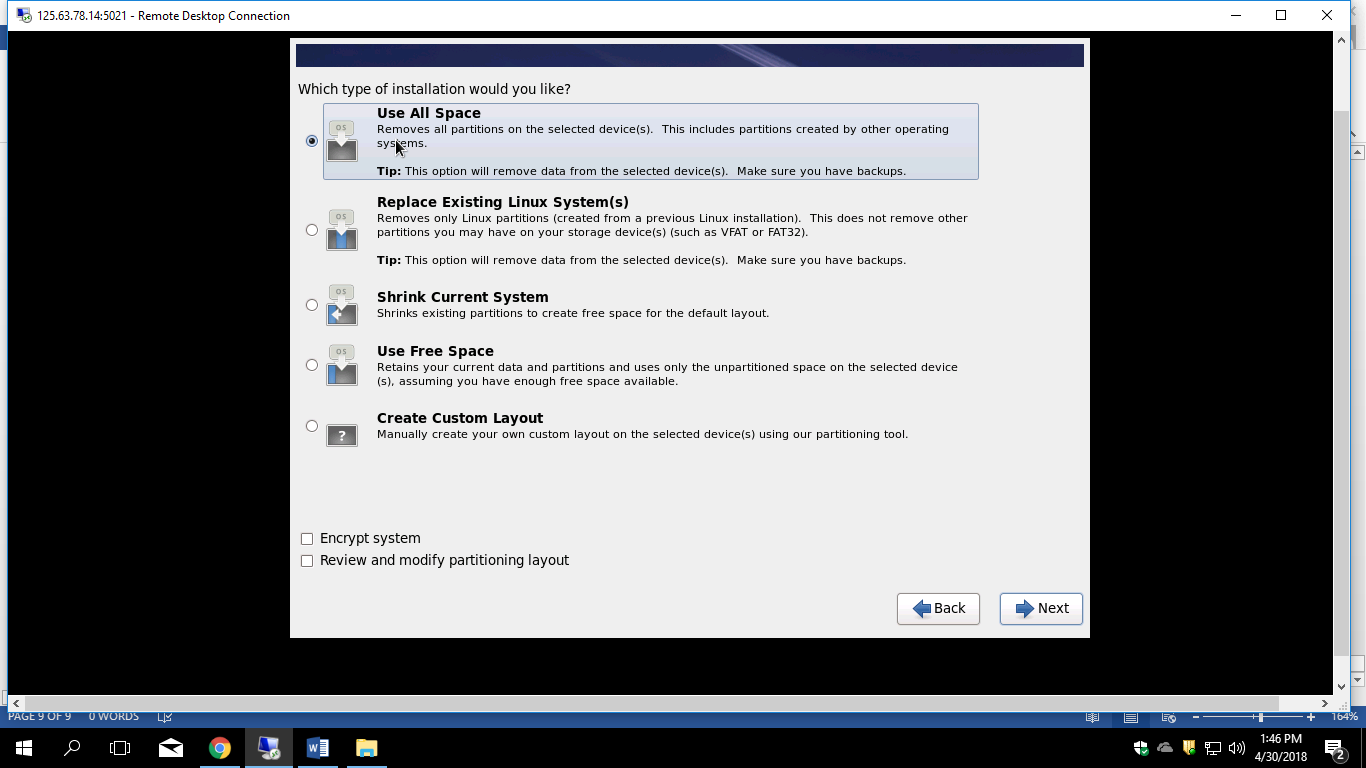 125.63.78.14:5021 - Remote Desktop Connection
Which type of installation would you like?
Use All Space
Removes all partitions on the selected device(s).  This includes partitions created by other operating
systems.
Tip: This option will remove data from the selected device(s).  Make sure you have backups.
Replace Existing Linux System(s)
Removes only Linux partitions (created from a previous Linux installation).  This does not remove other
partitions you may have on your storage device(s) (such as VFAT or FAT32).
Tip: This option will remove data from the selected device(s).  Make sure you have backups.
Shrink Current System
Shrinks existing partitions to create free space for the default layout.
Use Free Space
Retains your current data and partitions and uses only the unpartitioned space on the selected device
(s), assuming you have enough free space available.
Create Custom Layout
Manually create your own custom layout on the selected device(s) using our partitioning tool.
Encrypt system
Review and modify partitioning layout
Back
Next
PAGE 9 OF 9
0 WORDS
164%
1:46 PM
4/30/2018
2